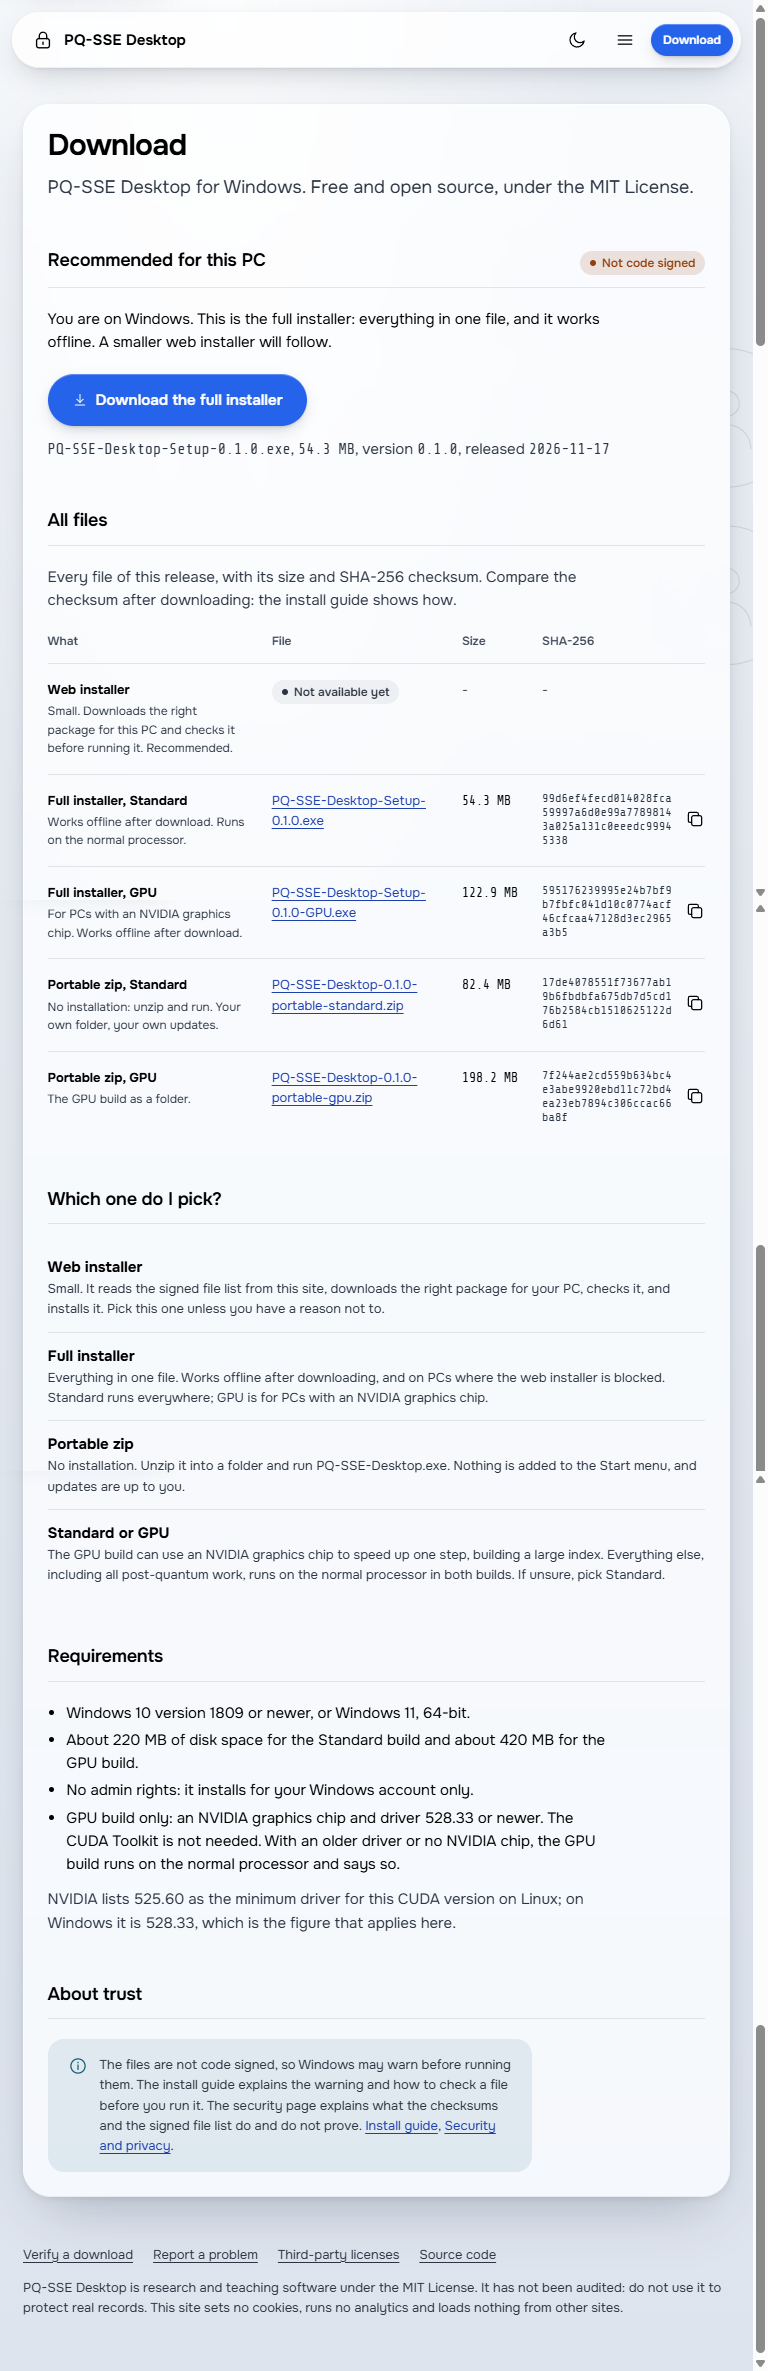 PQ-SSE Desktop
Download
Download
PQ-SSE Desktop for Windows. Free and open source, under the MIT License.
Recommended for this PC
Not code signed
You are on Windows. This is the full installer: everything in one file, and it works
offline. A smaller web installer will follow.
Download the full installer
PQ-SSE-Desktop-Setup-0.1.0.exe, 54.3 MB, version 0.1.0, released 2026-11-17
All files
Every file of this release, with its size and SHA-256 checksum. Compare the
checksum after downloading: the install guide shows how.
What File Size SHA-256
Web installer
Small. Downloads the right
package for this PC and checks it
before running it. Recommended.
Not available yet
-
-
Full installer, Standard
Works offline after download. Runs
on the normal processor.
PQ-SSE-Desktop-Setup-
0.1.0.exe
54.3 MB
99d6ef4fecd014028fca
59997a6d0e99a7789814
3a025a131c0eeedc9994
5338
Full installer, GPU
For PCs with an NVIDIA graphics
chip. Works offline after download.
PQ-SSE-Desktop-Setup-
0.1.0-GPU.exe
122.9 MB
595176239995e24b7bf9
b7fbfc041d10c0774acf
46cfcaa47128d3ec2965
a3b5
Portable zip, Standard
No installation: unzip and run. Your
own folder, your own updates.
PQ-SSE-Desktop-0.1.0-
portable-standard.zip
82.4 MB
17de4078551f73677ab1
9b6fbdbfa675db7d5cd1
76b2584cb1510625122d
6d61
Portable zip, GPU
The GPU build as a folder.
PQ-SSE-Desktop-0.1.0-
portable-gpu.zip
198.2 MB
7f244ae2cd559b634bc4
e3abe9920ebd11c72bd4
ea23eb7894c306ccac66
ba8f
Which one do I pick?
Web installer
Small. It reads the signed file list from this site, downloads the right package for your PC, checks it, and
installs it. Pick this one unless you have a reason not to.
Full installer
Everything in one file. Works offline after downloading, and on PCs where the web installer is blocked.
Standard runs everywhere; GPU is for PCs with an NVIDIA graphics chip.
Portable zip
No installation. Unzip it into a folder and run PQ-SSE-Desktop.exe. Nothing is added to the Start menu, and
updates are up to you.
Standard or GPU
The GPU build can use an NVIDIA graphics chip to speed up one step, building a large index. Everything else,
including all post-quantum work, runs on the normal processor in both builds. If unsure, pick Standard.
Requirements
• Windows 10 version 1809 or newer, or Windows 11, 64-bit.
• About 220 MB of disk space for the Standard build and about 420 MB for the
GPU build.
• No admin rights: it installs for your Windows account only.
• GPU build only: an NVIDIA graphics chip and driver 528.33 or newer. The
CUDA Toolkit is not needed. With an older driver or no NVIDIA chip, the GPU
build runs on the normal processor and says so.
NVIDIA lists 525.60 as the minimum driver for this CUDA version on Linux; on
Windows it is 528.33, which is the figure that applies here.
About trust
The files are not code signed, so Windows may warn before running
them. The install guide explains the warning and how to check a file
before you run it. The security page explains what the checksums
and the signed file list do and do not prove. Install guide, Security
and privacy.
Verify a download Report a problem Third-party licenses Source code
PQ-SSE Desktop is research and teaching software under the MIT License. It has not been audited: do not use it to
protect real records. This site sets no cookies, runs no analytics and loads nothing from other sites.